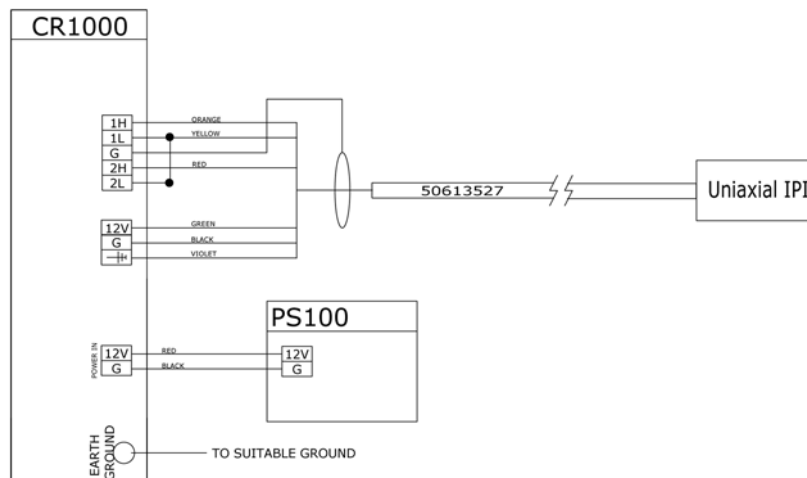 CR1000
1H ORANGE
1L YELLOW
G
2H RED
2L
50613527
Uniaxial IPI
12V GREEN
G BLACK
VIOLET
PS100
POWER IN
12V RED 12V
G BLACK G
EARTH
GROUND
TO SUITABLE GROUND